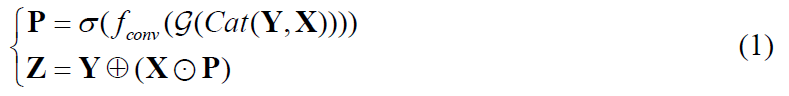 P = σ(f_conv(𝒢(Cat(Y, X))))
Z = Y ⊕ (X ⊙ P)
(1)